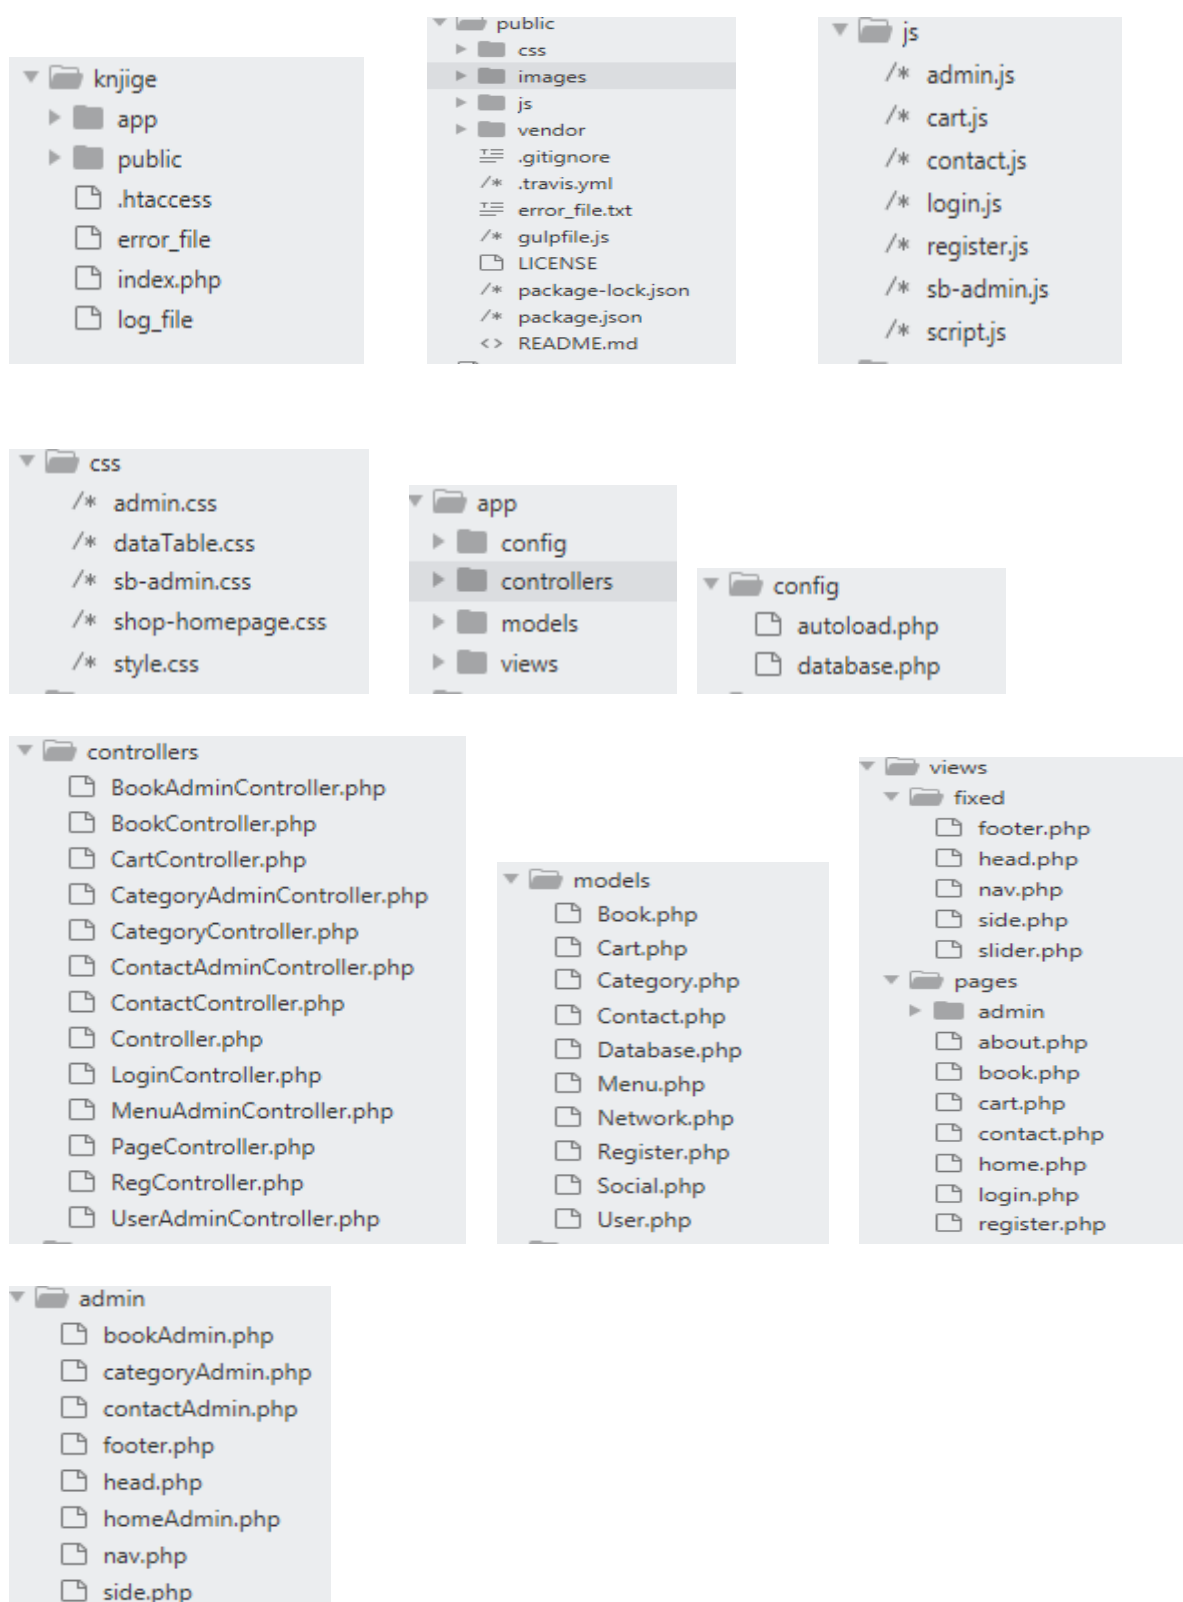 knjige
app
public
.htaccess
error_file
index.php
log_file
public
css
images
js
vendor
.gitignore
/* .travis.yml
error_file.txt
/* gulpfile.js
LICENSE
/* package-lock.json
/* package.json
<> README.md
js
/* admin.js
/* cart.js
/* contact.js
/* login.js
/* register.js
/* sb-admin.js
/* script.js
css
/* admin.css
/* dataTable.css
/* sb-admin.css
/* shop-homepage.css
/* style.css
app
config
controllers
models
views
config
autoload.php
database.php
controllers
BookAdminController.php
BookController.php
CartController.php
CategoryAdminController.php
CategoryController.php
ContactAdminController.php
ContactController.php
Controller.php
LoginController.php
MenuAdminController.php
PageController.php
RegController.php
UserAdminController.php
models
Book.php
Cart.php
Category.php
Contact.php
Database.php
Menu.php
Network.php
Register.php
Social.php
User.php
views
fixed
footer.php
head.php
nav.php
side.php
slider.php
pages
admin
about.php
book.php
cart.php
contact.php
home.php
login.php
register.php
admin
bookAdmin.php
categoryAdmin.php
contactAdmin.php
footer.php
head.php
homeAdmin.php
nav.php
side.php